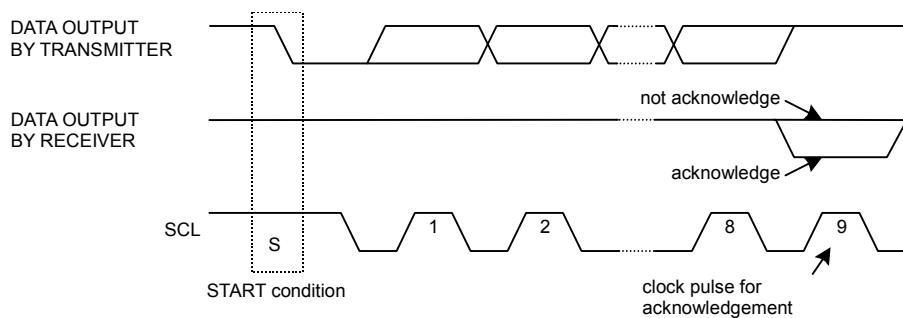 DATA OUTPUT
BY TRANSMITTER
not acknowledge
DATA OUTPUT
BY RECEIVER
acknowledge
SCL
S
1
2
8
9
START condition
clock pulse for
acknowledgement